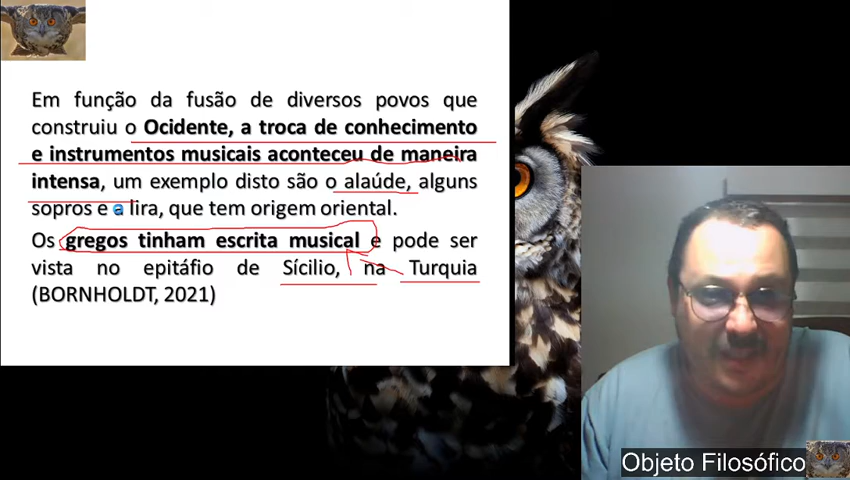 Em função da fusão de diversos povos que
construiu o Ocidente, a troca de conhecimento
e instrumentos musicais aconteceu de maneira
intensa, um exemplo disto são o alaúde, alguns
sopros e a lira, que tem origem oriental.
Os gregos tinham escrita musical e pode ser
vista no epitáfio de Sícilio, na Turquia
(BORNHOLDT, 2021)
Objeto Filosófico